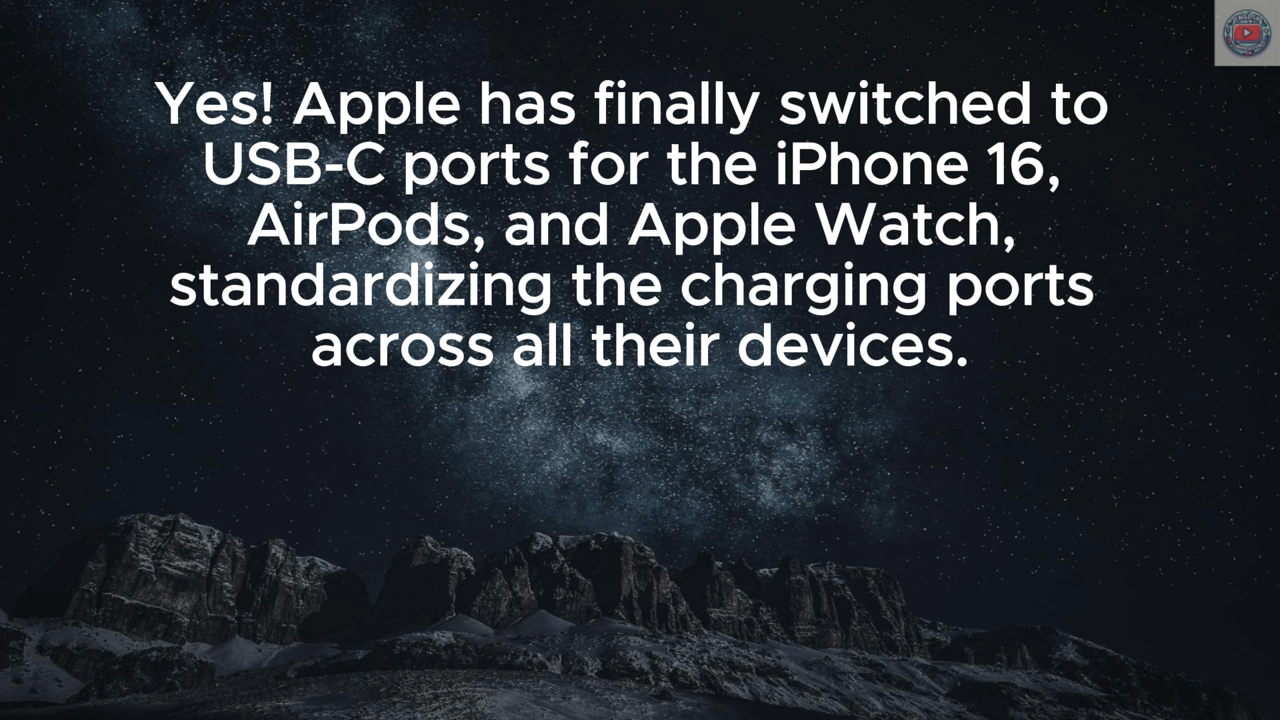 Yes! Apple has finally switched to
USB-C ports for the iPhone 16,
AirPods, and Apple Watch,
standardizing the charging ports
across all their devices.